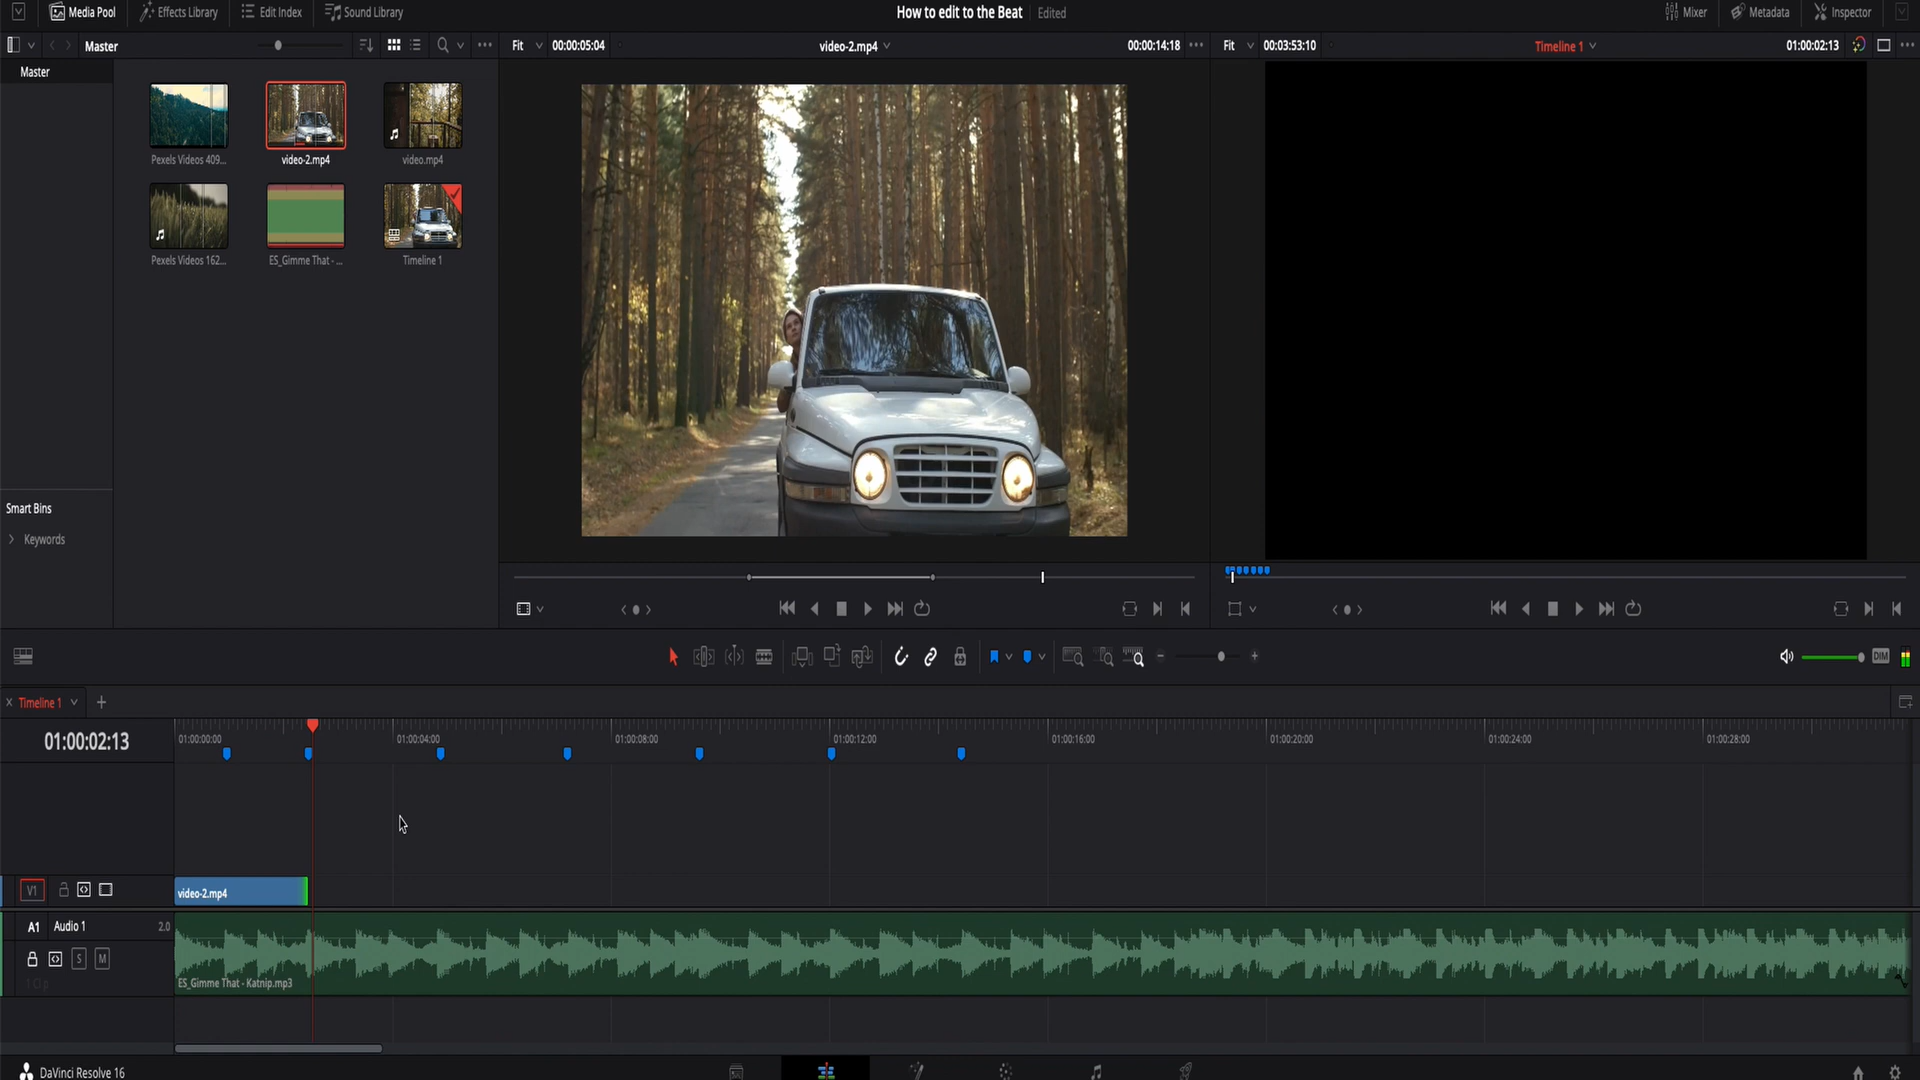 Media Pool
Effects Library
Edit Index
Sound Library
How to edit to the Beat
Edited
Mixer
Metadata
Inspector
Master
Fit
00:00:05:04
video-2.mp4
00:00:14:18
Fit
00:03:53:10
Timeline 1
01:00:02:13
Master
Pexels Videos 409...
video-2.mp4
video.mp4
Pexels Videos 162...
ES_Gimme That - ...
Timeline 1
Smart Bins
Keywords
DIM
Timeline 1
01:00:02:13
01:00:00:00
01:00:04:00
01:00:08:00
01:00:12:00
01:00:16:00
01:00:20:00
01:00:24:00
01:00:28:00
V1
video-2.mp4
A1
Audio 1
2.0
S
M
1 Clip
ES_Gimme That - Katnip.mp3
DaVinci Resolve 16